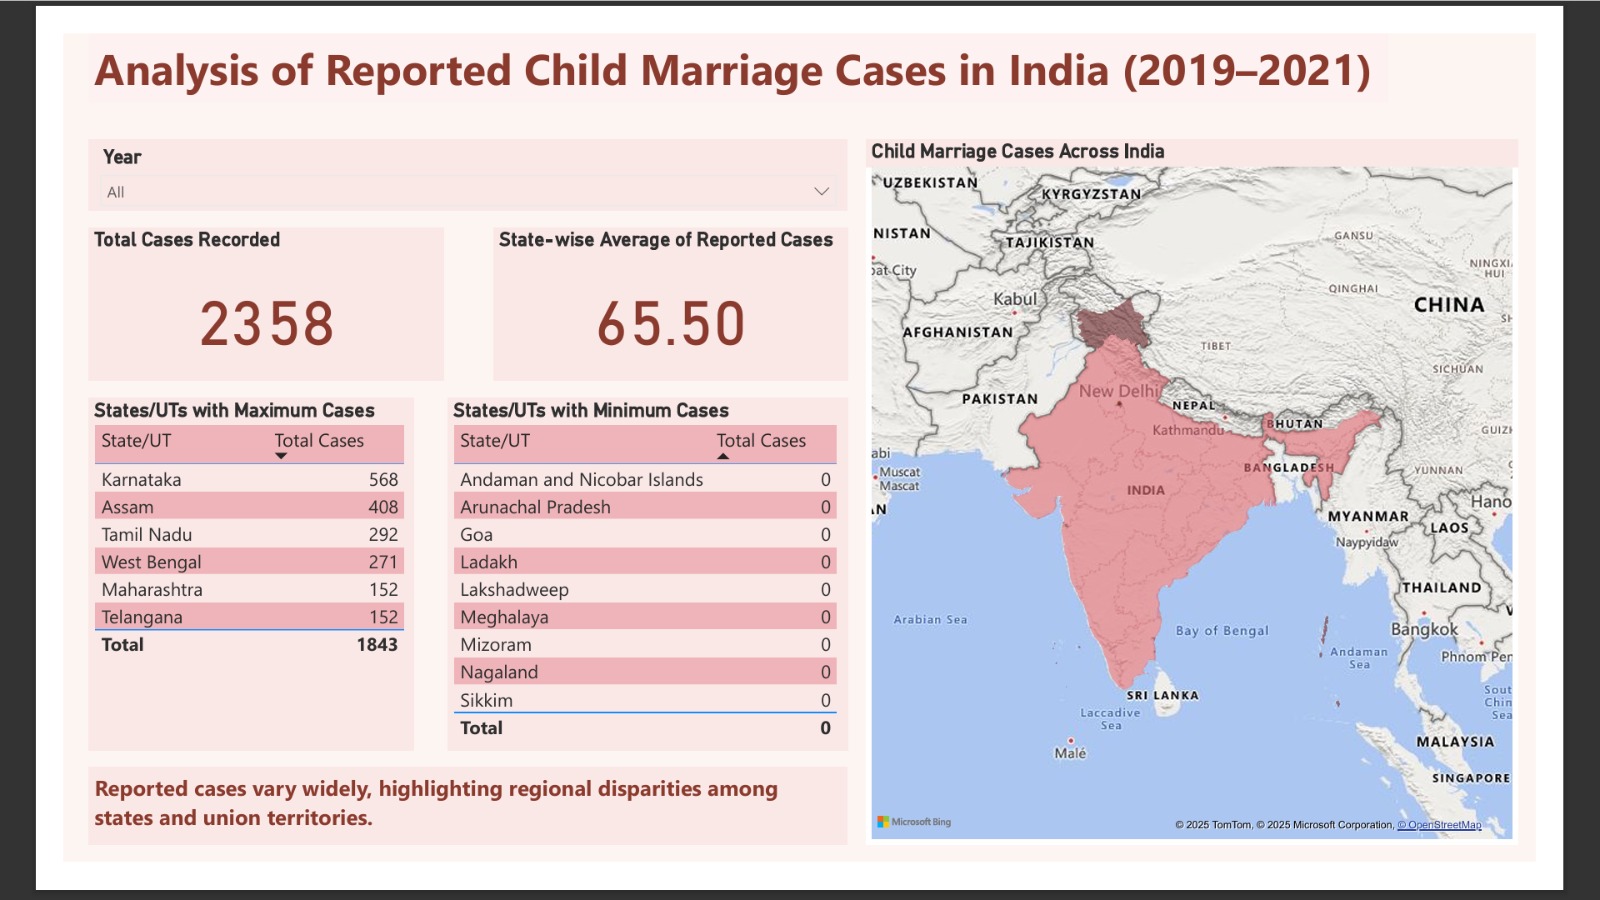 Analysis of Reported Child Marriage Cases in India (2019–2021)
Year
All
Total Cases Recorded
2358
State-wise Average of Reported Cases
65.50
States/UTs with Maximum Cases
State/UT Total Cases
Karnataka 568
Assam 408
Tamil Nadu 292
West Bengal 271
Maharashtra 152
Telangana 152
Total 1843
States/UTs with Minimum Cases
State/UT Total Cases
Andaman and Nicobar Islands 0
Arunachal Pradesh 0
Goa 0
Ladakh 0
Lakshadweep 0
Meghalaya 0
Mizoram 0
Nagaland 0
Sikkim 0
Total 0
Reported cases vary widely, highlighting regional disparities among
states and union territories.
Child Marriage Cases Across India
UZBEKISTAN
KYRGYZSTAN
NISTAN
TAJIKISTAN
GANSU
bat-City
NINGXI
HUI
QINGHAI
Kabul
CHINA
SH
AFGHANISTAN
TIBET
SICHUAN
New Delhi
PAKISTAN
NEPAL
BHUTAN
Kathmandu
GUIZH
abi
BANGLADESH
YUNNAN
Muscat
Mascat
INDIA
Hano
AN
MYANMAR
LAOS
Naypyidaw
THAILAND
V
Arabian Sea
Bay of Bengal
Bangkok
Andaman
Sea
Phnom Pen
SRI LANKA
South
Chin
Sea
Laccadive
Sea
Malé
MALAYSIA
SINGAPORE
Microsoft Bing
© 2025 TomTom, © 2025 Microsoft Corporation, © OpenStreetMap